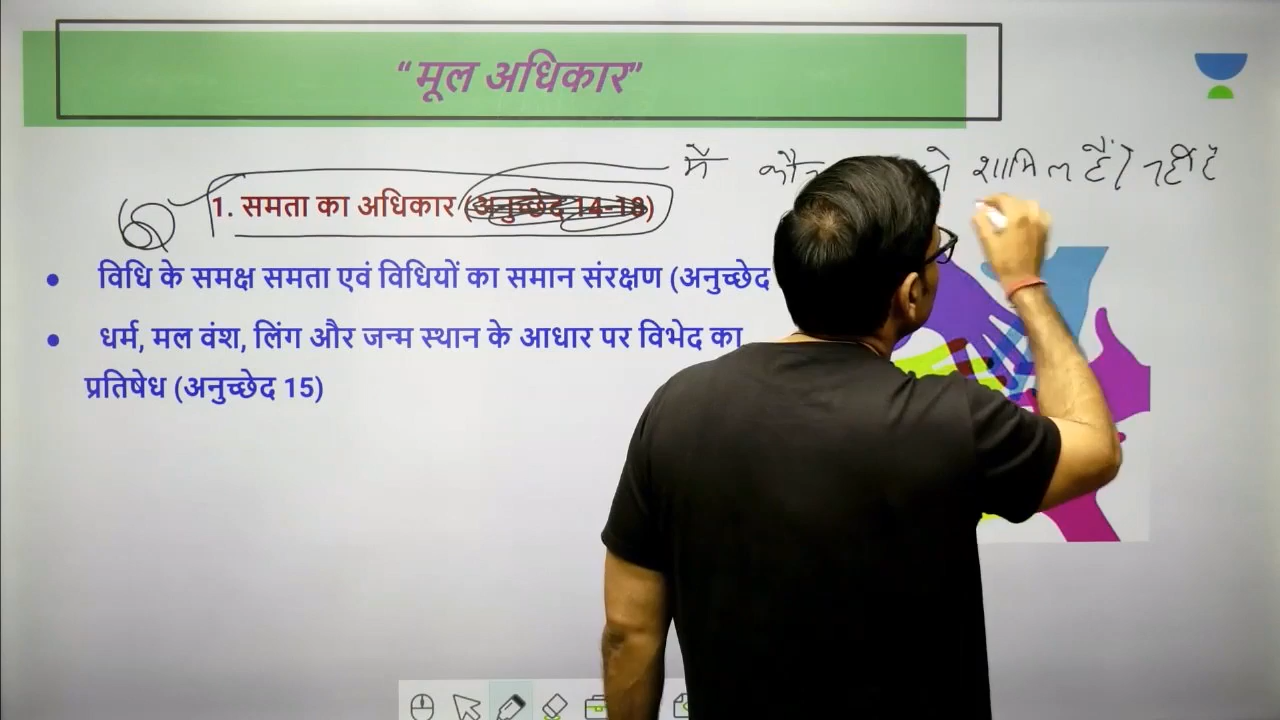 “मूल अधिकार”
में शामिल हैं / नहीं हैं
1. समता का अधिकार (अनुच्छेद 14-18)
विधि के समक्ष समता एवं विधियों का समान संरक्षण (अनुच्छेद
धर्म, मल वंश, लिंग और जन्म स्थान के आधार पर विभेद का
प्रतिषेध (अनुच्छेद 15)